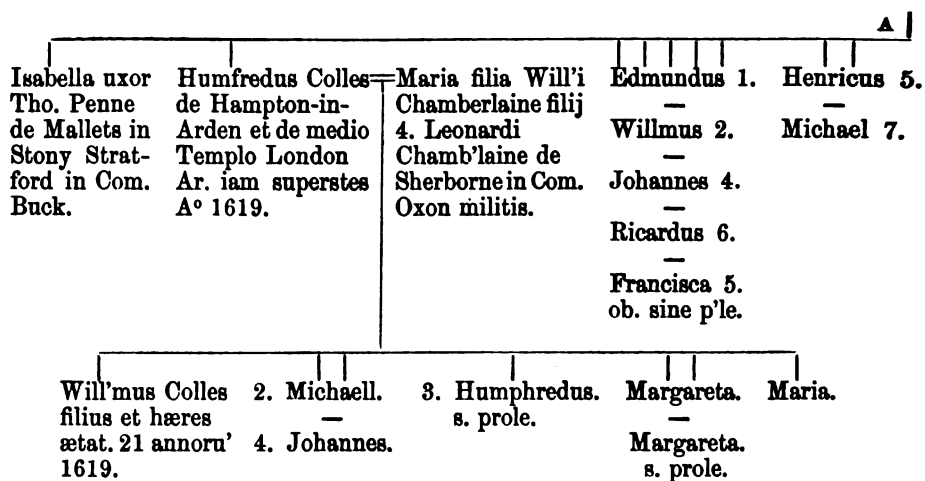 A
Isabella uxor
Tho. Penne
de Mallets in
Stony Strat-
ford in Com.
Buck.
Humfredus Colles
de Hampton-in-
Arden et de medio
Templo London
Ar. iam superstes
Aº 1619.
Maria filia Will'i
Chamberlaine filij
4. Leonardi
Chamb'laine de
Sherborne in Com.
Oxon militis.
Edmundus 1.
—
Willmus 2.
—
Johannes 4.
—
Ricardus 6.
—
Francisca 5.
ob. sine p'le.
Henricus 5.
—
Michael 7.
Will'mus Colles
filius et hæres
ætat. 21 annoru'
1619.
2. Michaell.
—
4. Johannes.
3. Humphredus.
s. prole.
Margareta.
—
Margareta.
s. prole.
Maria.